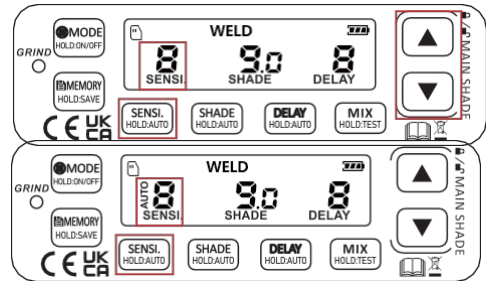 MODE
HOLD:ON/OFF
GRIND
MEMORY
HOLD:SAVE
CE UK CA
WELD
8 9.0 8
SENSI. SHADE DELAY
SENSI. HOLD:AUTO
SHADE HOLD:AUTO
DELAY HOLD:AUTO
MIX HOLD:TEST
MAIN SHADE
MODE
HOLD:ON/OFF
GRIND
MEMORY
HOLD:SAVE
CE UK CA
WELD
AUTO 8 9.0 8
SENSI. SHADE DELAY
SENSI. HOLD:AUTO
SHADE HOLD:AUTO
DELAY HOLD:AUTO
MIX HOLD:TEST
MAIN SHADE